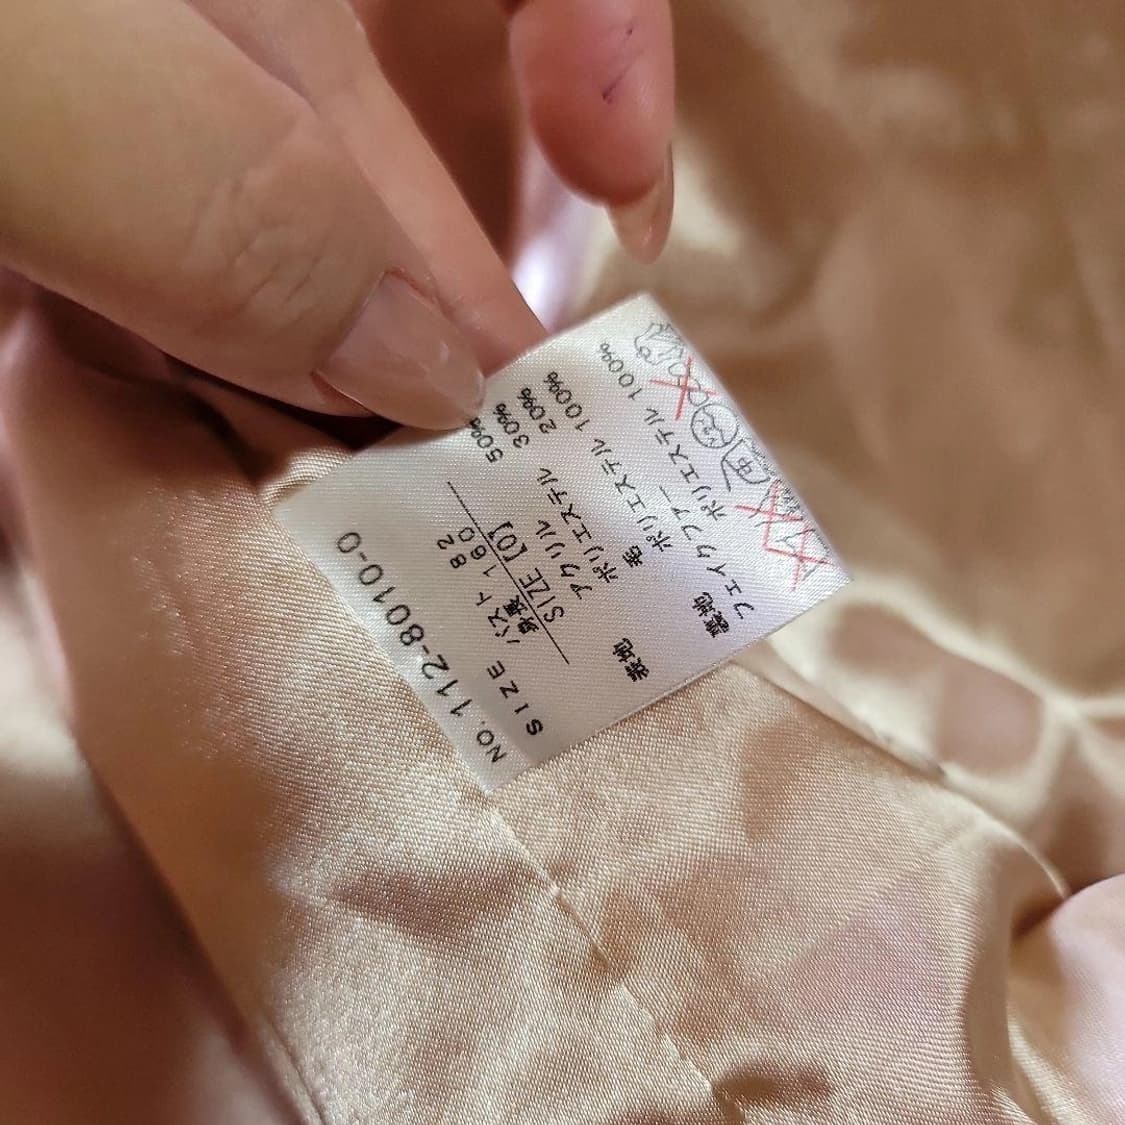 NO.112-8010-0
SIZE
バスト 82
身長 160
SIZE [0]
表地 アクリル 50%
ポリエステル 30%
毛 20%
ポリエステル 100%
裏地 ポリエステル 100%
フェイクファー